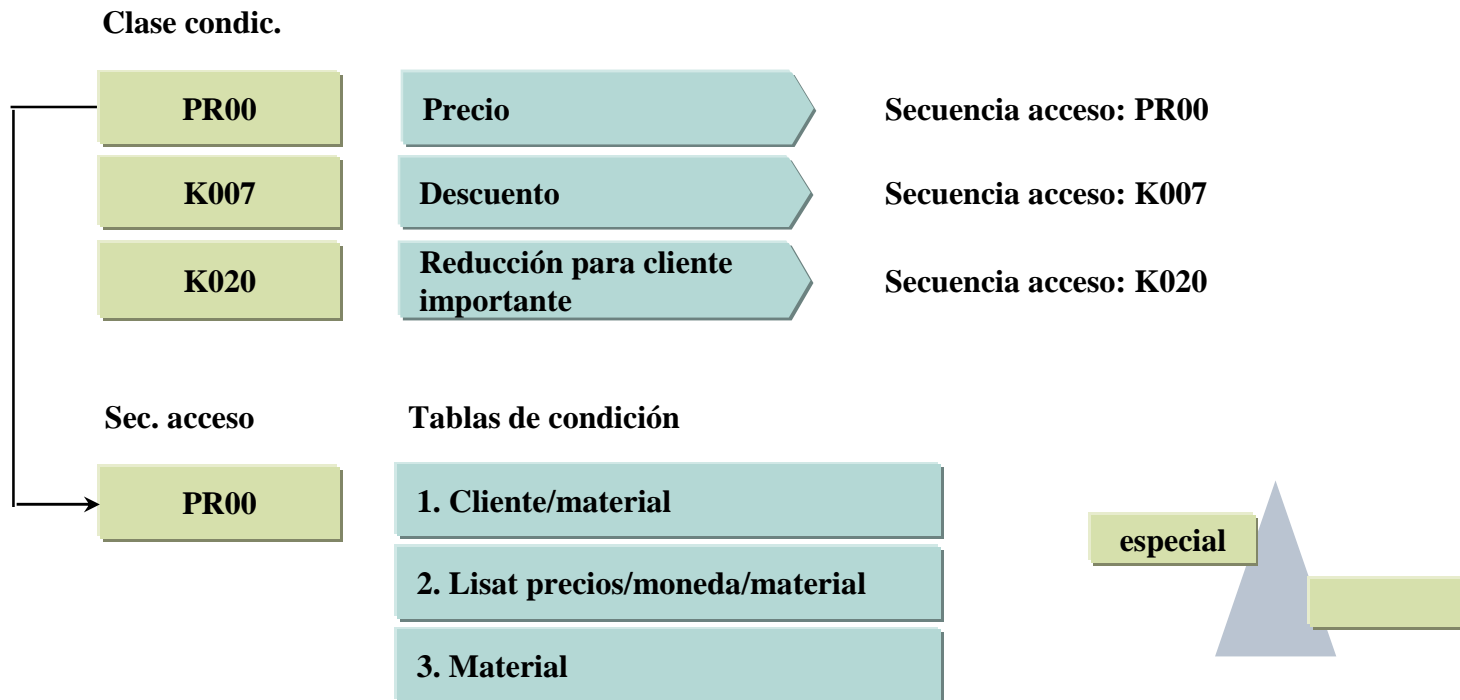 Clase condic.
PR00
Precio
Secuencia acceso: PR00
K007
Descuento
Secuencia acceso: K007
K020
Reducción para cliente
importante
Secuencia acceso: K020
Sec. acceso
Tablas de condición
PR00
1. Cliente/material
2. Lisat precios/moneda/material
3. Material
especial